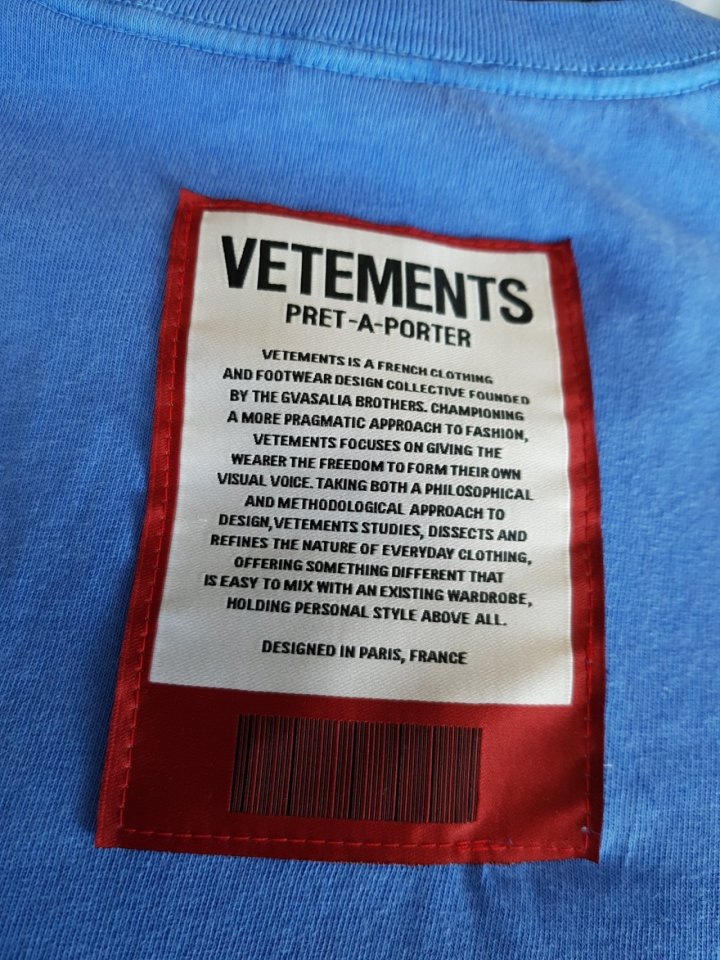 VETEMENTS
PRET-A-PORTER
VETEMENTS IS A FRENCH CLOTHING
AND FOOTWEAR DESIGN COLLECTIVE FOUNDED
BY THE GVASALIA BROTHERS. CHAMPIONING
A MORE PRAGMATIC APPROACH TO FASHION,
VETEMENTS FOCUSES ON GIVING THE
WEARER THE FREEDOM TO FORM THEIR OWN
VISUAL VOICE. TAKING BOTH A PHILOSOPHICAL
AND METHODOLOGICAL APPROACH TO
DESIGN,VETEMENTS STUDIES, DISSECTS AND
REFINES THE NATURE OF EVERYDAY CLOTHING,
OFFERING SOMETHING DIFFERENT THAT
IS EASY TO MIX WITH AN EXISTING WARDROBE,
HOLDING PERSONAL STYLE ABOVE ALL.
DESIGNED IN PARIS, FRANCE